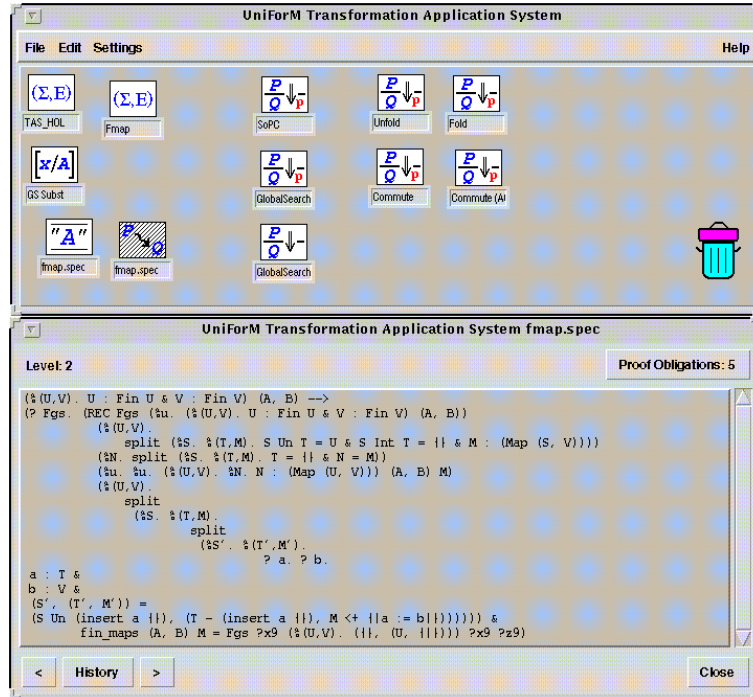 UniForM Transformation Application System
File Edit Settings Help
(Σ,E) (Σ,E) P/Q ⇓p P/Q ⇓p P/Q ⇓p
TAS_HOL Fmap SoPC Unfold Fold
[x/A] P/Q ⇓p P/Q ⇓p P/Q ⇓p
GS Subst GlobalSearch Commute Commute (A
"A" P Q P/Q ⇓
fmap.spec fmap.spec GlobalSearch
UniForM Transformation Application System fmap.spec
Level: 2 Proof Obligations: 5
(%(U,V). U : Fin U & V : Fin V) (A, B) -->
(? Fgs. (REC Fgs (%u. (%(U,V). U : Fin U & V : Fin V) (A, B))
(%(U,V).
split (%S. %(T,M). S Un T = U & S Int T = {} & M : (Map (S, V))))
(%N. split (%S. %(T,M). T = {} & N = M))
(%u. %u. (%(U,V). %N. N : (Map (U, V))) (A, B) M)
(%(U,V).
split
(%S. %(T,M).
split
(%S'. %(T',M').
? a. ? b.
a : T &
b : V &
(S', (T', M')) =
(S Un (insert a {}), (T - (insert a {}), M <+ {|a := b|})))))) &
fin_maps (A, B) M = Fgs ?x9 (%(U,V). ({}, (U, {||}))) ?x9 ?z9)
< History > Close